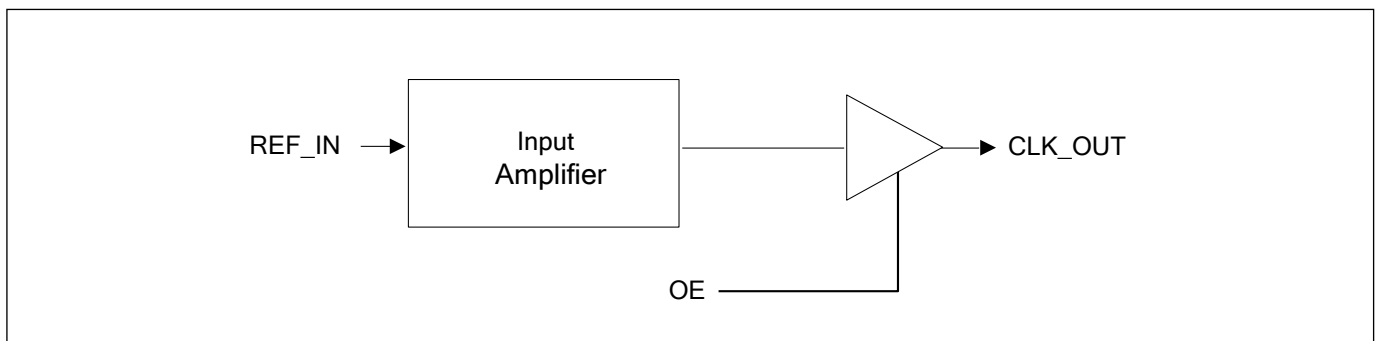 REF_IN
Input
Amplifier
CLK_OUT
OE